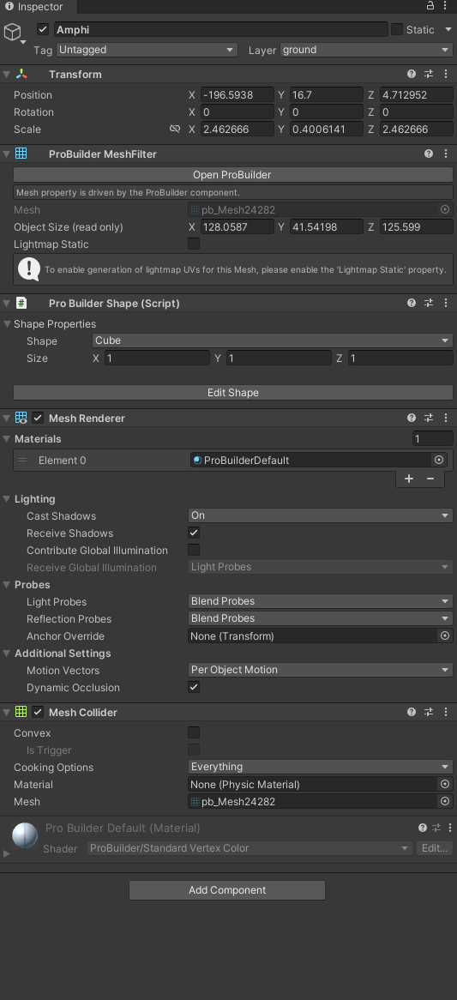 Inspector
Amphi Static
Tag Untagged Layer ground
Transform
Position X -196.5938 Y 16.7 Z 4.712952
Rotation X 0 Y 0 Z 0
Scale X 2.462666 Y 0.4006141 Z 2.462666
ProBuilder MeshFilter
Open ProBuilder
Mesh property is driven by the ProBuilder component.
Mesh pb_Mesh24282
Object Size (read only) X 128.0587 Y 41.54198 Z 125.599
Lightmap Static
To enable generation of lightmap UVs for this Mesh, please enable the 'Lightmap Static' property.
# Pro Builder Shape (Script)
Shape Properties
Shape Cube
Size X 1 Y 1 Z 1
Edit Shape
Mesh Renderer
Materials 1
Element 0 ProBuilderDefault
+ −
Lighting
Cast Shadows On
Receive Shadows
Contribute Global Illumination
Receive Global Illumination Light Probes
Probes
Light Probes Blend Probes
Reflection Probes Blend Probes
Anchor Override None (Transform)
Additional Settings
Motion Vectors Per Object Motion
Dynamic Occlusion
Mesh Collider
Convex
Is Trigger
Cooking Options Everything
Material None (Physic Material)
Mesh pb_Mesh24282
Pro Builder Default (Material)
Shader ProBuilder/Standard Vertex Color Edit...
Add Component